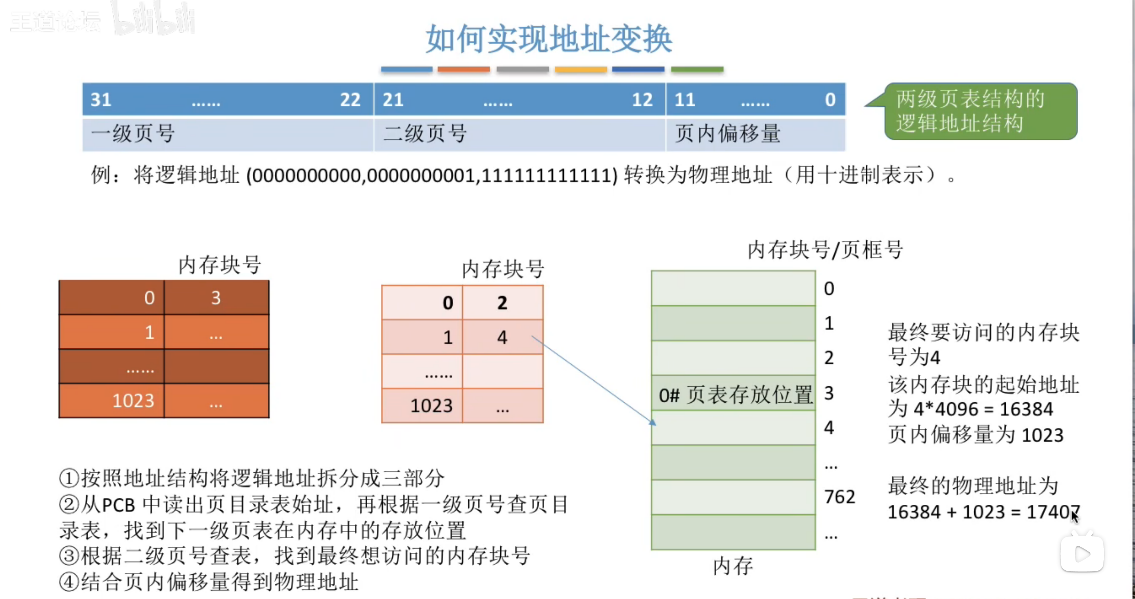 王道论坛 bilibili
如何实现地址变换
31 …… 22 21 …… 12 11 …… 0
一级页号 二级页号 页内偏移量
两级页表结构的
逻辑地址结构
例：将逻辑地址 (0000000000,0000000001,111111111111) 转换为物理地址（用十进制表示）。
内存块号
0 3
1 ...
……
1023 ...
内存块号
0 2
1 4
……
1023 ...
内存块号/页框号
0
1
2
0# 页表存放位置 3
4
...
762
...
内存
最终要访问的内存块
号为4
该内存块的起始地址
为 4*4096 = 16384
页内偏移量为 1023
最终的物理地址为
16384 + 1023 = 17407
①按照地址结构将逻辑地址拆分成三部分
②从PCB 中读出页目录表始址，再根据一级页号查页目
录表，找到下一级页表在内存中的存放位置
③根据二级页号查表，找到最终想访问的内存块号
④结合页内偏移量得到物理地址